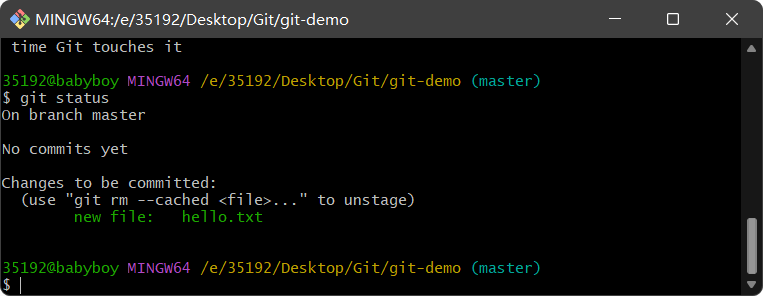 MINGW64:/e/35192/Desktop/Git/git-demo
time Git touches it
35192@babyboy MINGW64 /e/35192/Desktop/Git/git-demo (master)
$ git status
On branch master
No commits yet
Changes to be committed:
(use "git rm --cached <file>..." to unstage)
new file:   hello.txt
35192@babyboy MINGW64 /e/35192/Desktop/Git/git-demo (master)
$